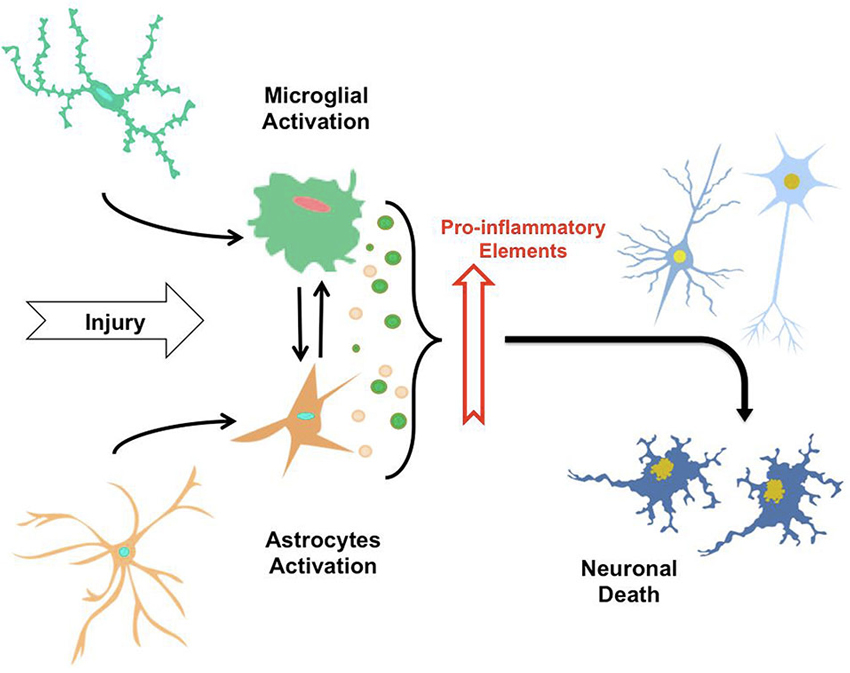 Microglial
Activation
Pro-inflammatory
Elements
Injury
Astrocytes
Activation
Neuronal
Death